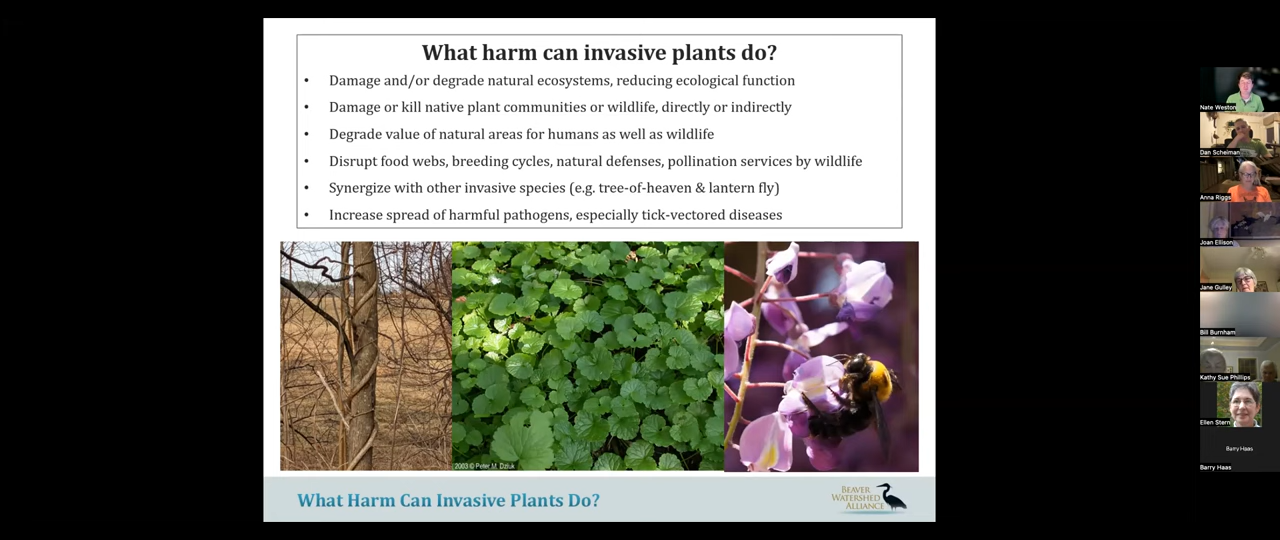 What harm can invasive plants do?
• Damage and/or degrade natural ecosystems, reducing ecological function
• Damage or kill native plant communities or wildlife, directly or indirectly
• Degrade value of natural areas for humans as well as wildlife
• Disrupt food webs, breeding cycles, natural defenses, pollination services by wildlife
• Synergize with other invasive species (e.g. tree-of-heaven & lantern fly)
• Increase spread of harmful pathogens, especially tick-vectored diseases
2003 © Peter M. Dziuk
What Harm Can Invasive Plants Do?
BEAVER
WATERSHED
ALLIANCE
Nate Weston
Dan Scheiman
Anna Riggs
Joan Ellison
Jane Gulley
Bill Burnham
Kathy Sue Phillips
Ellen Stern
Barry Haas
Barry Haas